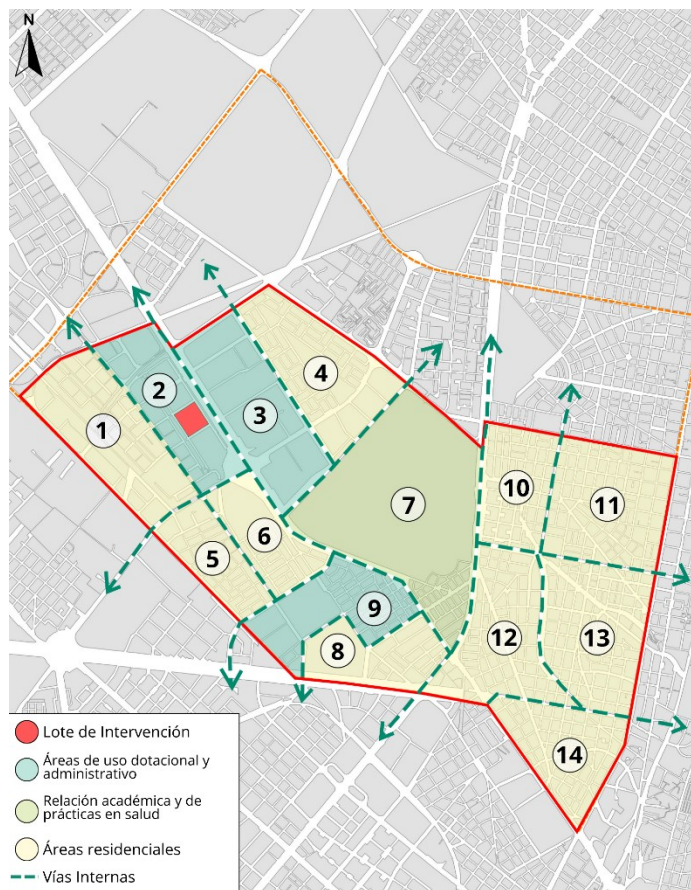 N
4
2
3
1
7
10
11
6
5
9
12
13
8
14
Lote de Intervención
Áreas de uso dotacional y
administrativo
Relación académica y de
prácticas en salud
Áreas residenciales
Vías Internas